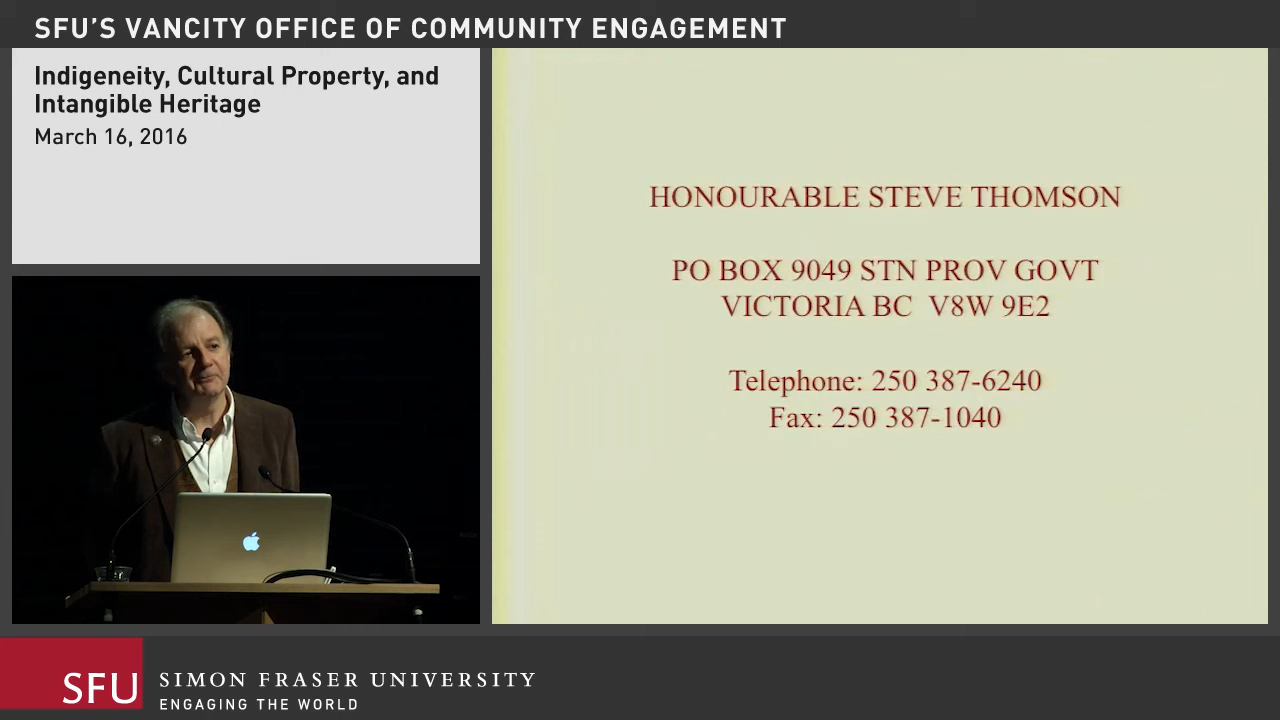 SFU'S VANCITY OFFICE OF COMMUNITY ENGAGEMENT
Indigeneity, Cultural Property, and
Intangible Heritage
March 16, 2016
HONOURABLE STEVE THOMSON
PO BOX 9049 STN PROV GOVT
VICTORIA BC V8W 9E2
Telephone: 250 387-6240
Fax: 250 387-1040
SFU
SIMON FRASER UNIVERSITY
ENGAGING THE WORLD